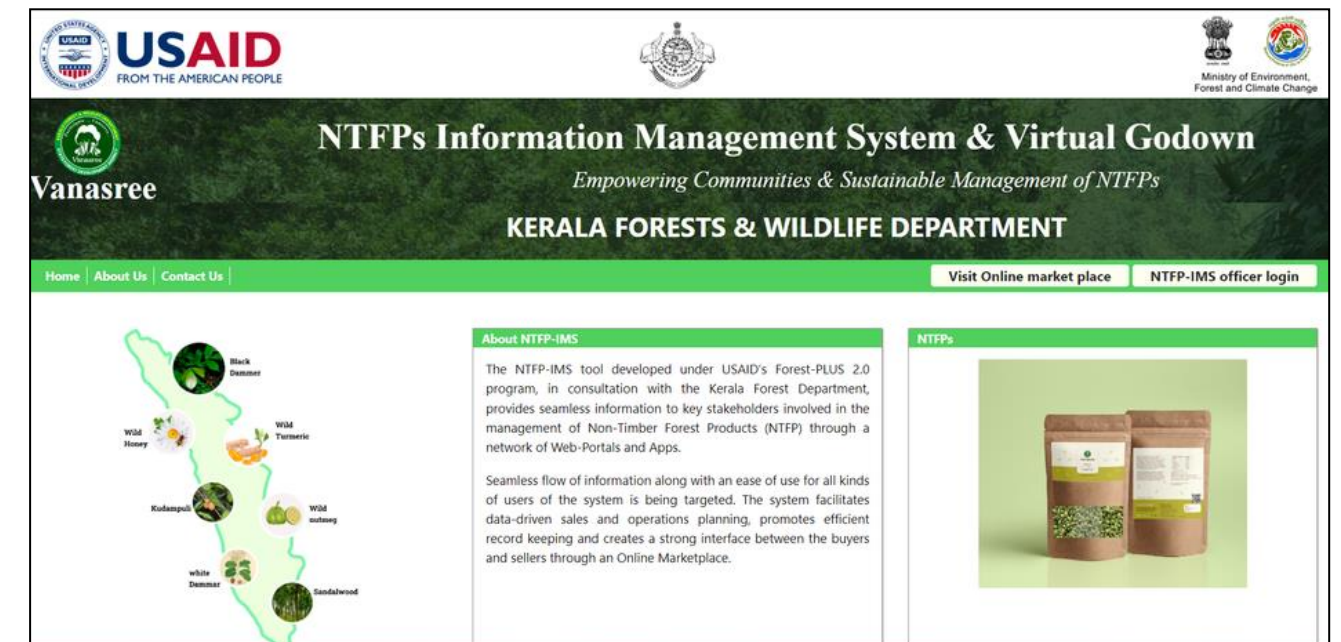 USAID
FROM THE AMERICAN PEOPLE
Ministry of Environment,
Forest and Climate Change
Vanasree
NTFPs Information Management System & Virtual Godown
Empowering Communities & Sustainable Management of NTFPs
KERALA FORESTS & WILDLIFE DEPARTMENT
Home | About Us | Contact Us |
Visit Online market place
NTFP-IMS officer login
Black
Dammer
Wild
Honey
Wild
Turmeric
Kudampuli
Wild
nutmeg
white
Dammar
Sandalwood
About NTFP-IMS
The NTFP-IMS tool developed under USAID's Forest-PLUS 2.0
program, in consultation with the Kerala Forest Department,
provides seamless information to key stakeholders involved in the
management of Non-Timber Forest Products (NTFP) through a
network of Web-Portals and Apps.
Seamless flow of information along with an ease of use for all kinds
of users of the system is being targeted. The system facilitates
data-driven sales and operations planning, promotes efficient
record keeping and creates a strong interface between the buyers
and sellers through an Online Marketplace.
NTFPs